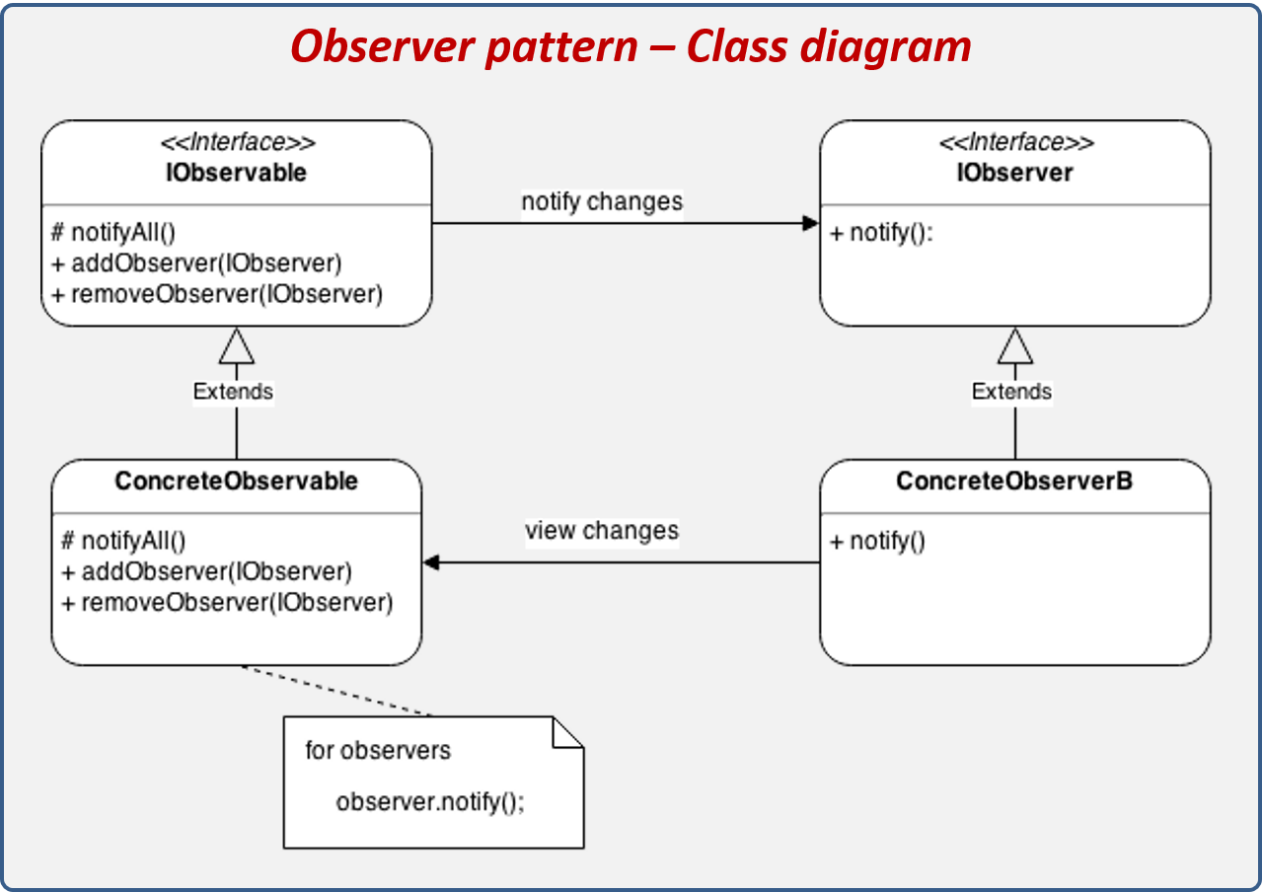 Observer pattern – Class diagram
<<Interface>>
IObservable
# notifyAll()
+ addObserver(IObserver)
+ removeObserver(IObserver)
notify changes
<<Interface>>
IObserver
+ notify():
Extends
Extends
ConcreteObservable
# notifyAll()
+ addObserver(IObserver)
+ removeObserver(IObserver)
view changes
ConcreteObserverB
+ notify()
for observers
observer.notify();